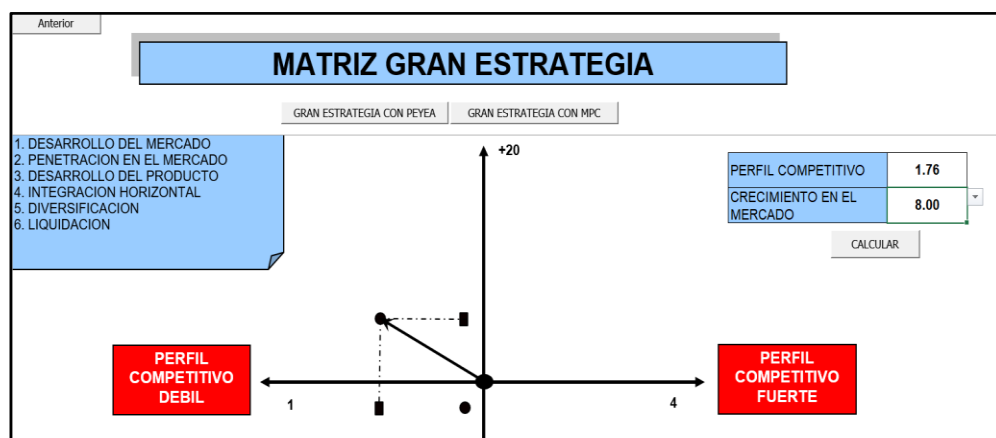 Anterior
MATRIZ GRAN ESTRATEGIA
GRAN ESTRATEGIA CON PEYEA
GRAN ESTRATEGIA CON MPC
1. DESARROLLO DEL MERCADO
2. PENETRACION EN EL MERCADO
3. DESARROLLO DEL PRODUCTO
4. INTEGRACION HORIZONTAL
5. DIVERSIFICACION
6. LIQUIDACION
+20
PERFIL COMPETITIVO 1.76
CRECIMIENTO EN EL
MERCADO 8.00
CALCULAR
PERFIL
COMPETITIVO
DEBIL
1
4
PERFIL
COMPETITIVO
FUERTE